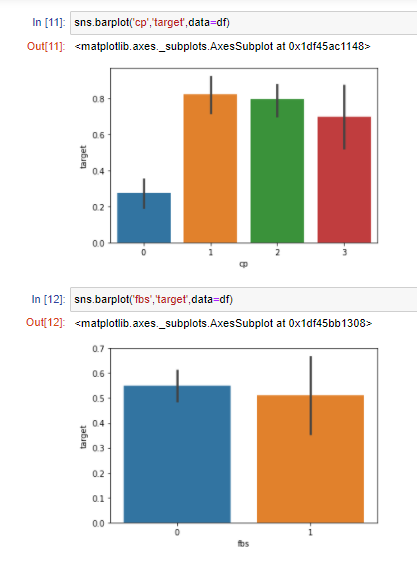 In [11]: sns.barplot('cp','target',data=df)
Out[11]: <matplotlib.axes._subplots.AxesSubplot at 0x1df45ac1148>
0.8
0.6
0.4
0.2
0.0
target
0 1 2 3
cp
In [12]: sns.barplot('fbs','target',data=df)
Out[12]: <matplotlib.axes._subplots.AxesSubplot at 0x1df45bb1308>
0.7
0.6
0.5
0.4
0.3
0.2
0.1
0.0
target
0 1
fbs